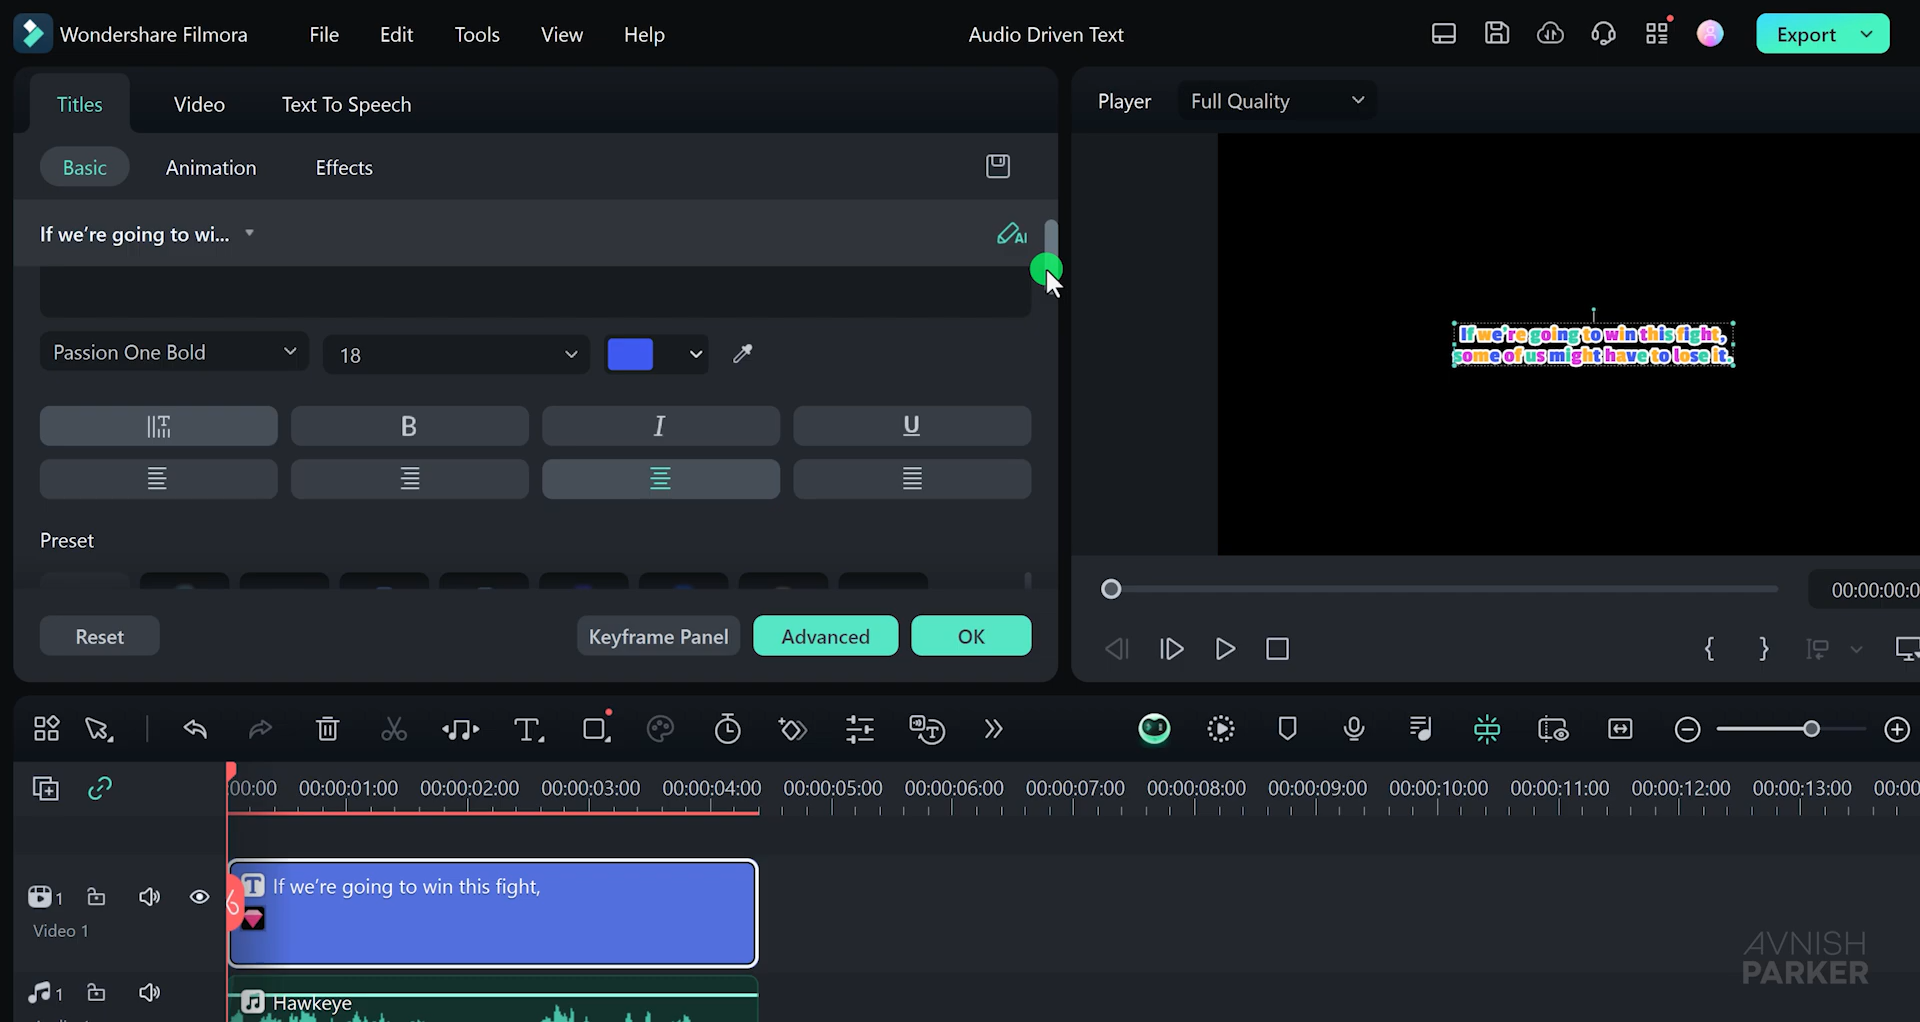 Wondershare Filmora
File
Edit
Tools
View
Help
Audio Driven Text
Export
Titles
Video
Text To Speech
Player
Full Quality
Basic
Animation
Effects
If we're going to wi...
AI
Passion One Bold
18
B
I
U
Preset
If we're going to win this fight,
some of us might have to lose it.
Reset
Keyframe Panel
Advanced
OK
00:00:00:0
:00:00
00:00:01:00
00:00:02:00
00:00:03:00
00:00:04:00
00:00:05:00
00:00:06:00
00:00:07:00
00:00:08:00
00:00:09:00
00:00:10:00
00:00:11:00
00:00:12:00
00:00:13:00
00:00
1
If we're going to win this fight,
Video 1
1
Hawkeye
AVNISH
PARKER